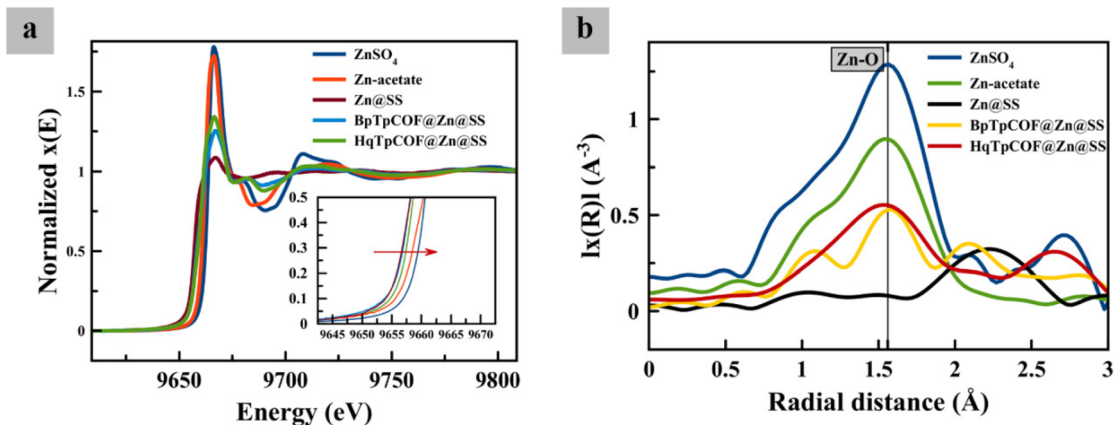 a
1.5
1
0.5
0
Normalized x(E)
ZnSO4
Zn-acetate
Zn@SS
BpTpCOF@Zn@SS
HqTpCOF@Zn@SS
0.5
0.4
0.3
0.2
0.1
0
9645 9650 9655 9660 9665 9670
9650 9700 9750 9800
Energy (eV)
b
Zn-O
1
0.5
0
Ix(R)I (A-3)
ZnSO4
Zn-acetate
Zn@SS
BpTpCOF@Zn@SS
HqTpCOF@Zn@SS
0 0.5 1 1.5 2 2.5 3
Radial distance (Å)